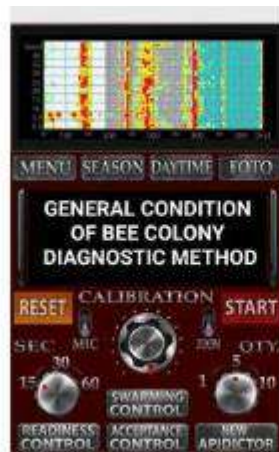 MENU SEASON DAYTIME FOTO
GENERAL CONDITION
OF BEE COLONY
DIAGNOSTIC METHOD
RESET CALIBRATION START
MIC
SEC QTY
30 5
15 60 1 10
SWARMING
CONTROL
READINESS ACCEPTANCE NEW
CONTROL CONTROL APIDICTOR